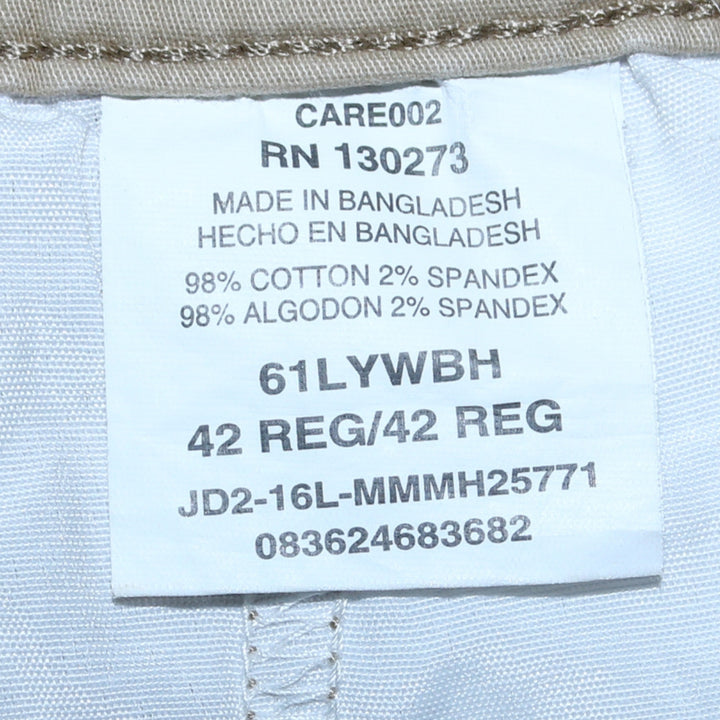 CARE002
RN 130273
MADE IN BANGLADESH
HECHO EN BANGLADESH
98% COTTON 2% SPANDEX
98% ALGODON 2% SPANDEX
61LYWBH
42 REG/42 REG
JD2-16L-MMMH25771
083624683682